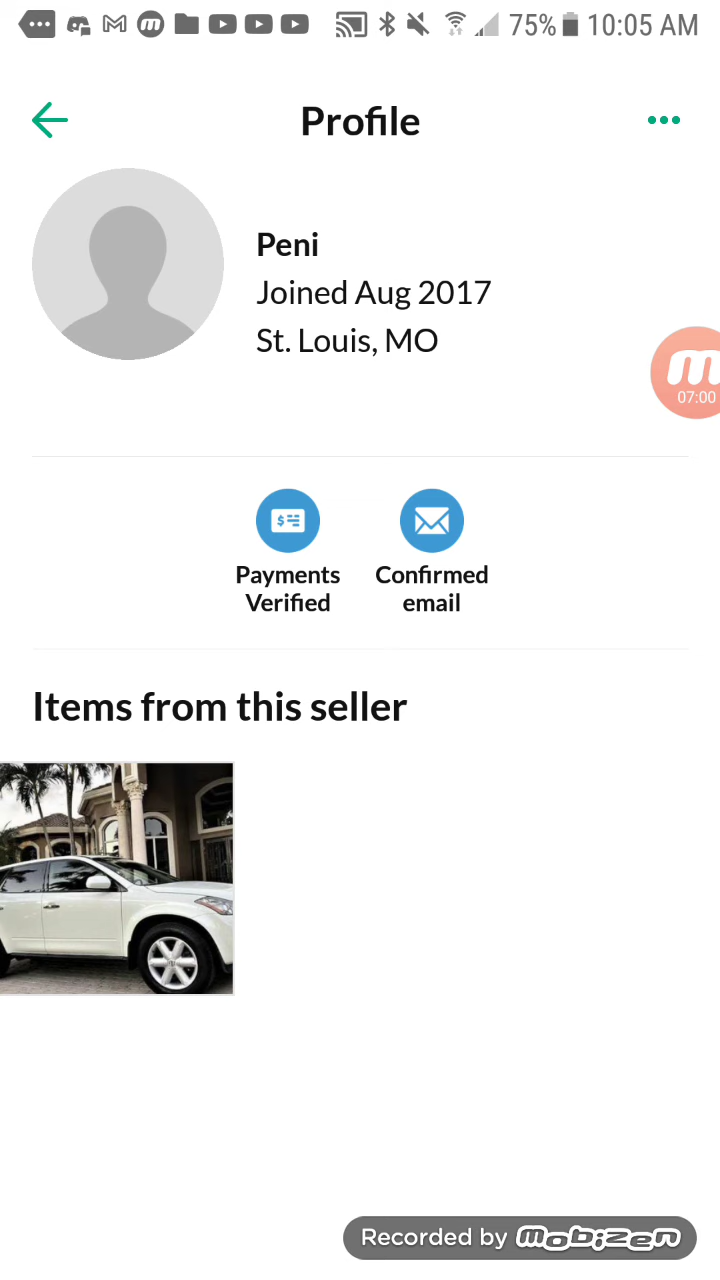 75% 10:05 AM
Profile
Peni
Joined Aug 2017
St. Louis, MO
m
07:00
Payments
Verified
Confirmed
email
Items from this seller
Recorded by mobizen